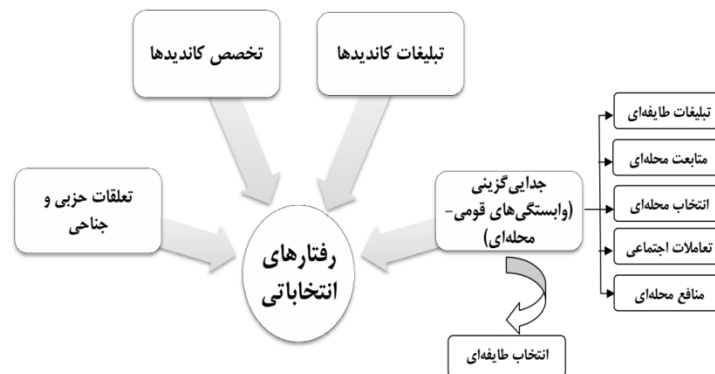 تخصص کاندیدها
تبلیغات کاندیدها
تعلقات حزبی و
جناحی
رفتارهای
انتخاباتی
جدایی‌گزینی
(وابستگی‌های قومی-
محله‌ای)
تبلیغات طایفه‌ای
متابعت محله‌ای
انتخاب محله‌ای
تعاملات اجتماعی
منافع محله‌ای
انتخاب طایفه‌ای